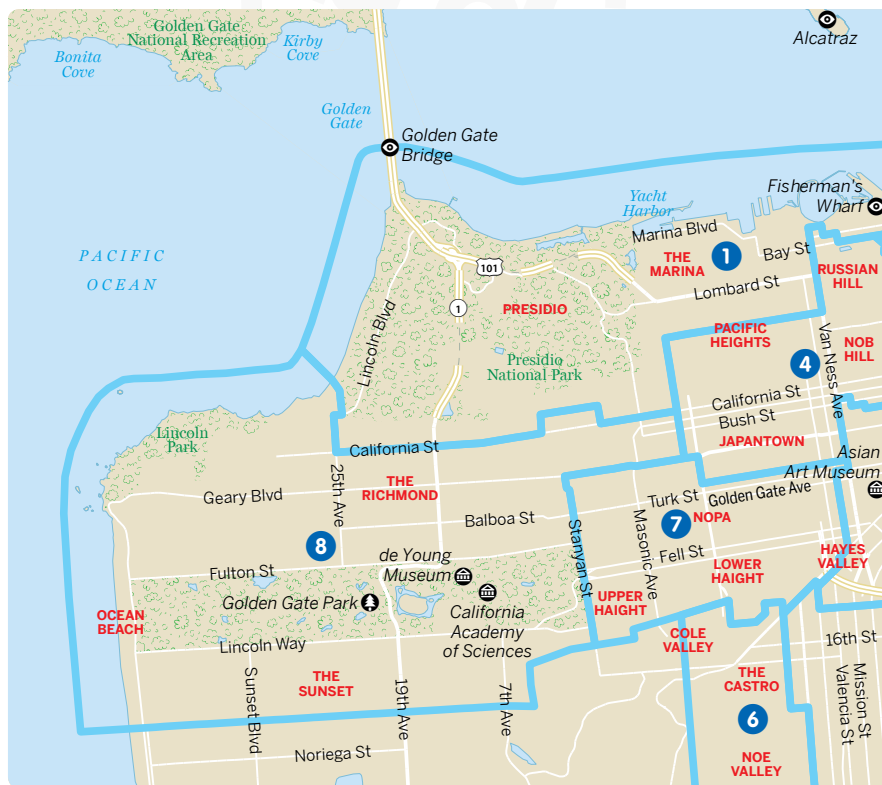 Golden Gate
National Recreation
Area
Kirby
Cove
Bonita
Cove
Alcatraz
Golden
Gate
Golden Gate
Bridge
Yacht
Harbor
Fisherman's
Wharf
PACIFIC
OCEAN
Marina Blvd
THE
MARINA
1
Bay St
RUSSIAN
HILL
101
Lombard St
1
PRESIDIO
Lincoln Blvd
PACIFIC
HEIGHTS
Van Ness Ave
NOB
HILL
Presidio
National Park
4
California St
Bush St
Lincoln
Park
California St
JAPANTOWN
Asian
Art Museum
25th Ave
THE
RICHMOND
Geary Blvd
Turk St
Golden Gate Ave
Balboa St
Stanyan St
Masonic Ave
7
NOPA
8
de Young
Museum
Fell St
HAYES
VALLEY
Fulton St
LOWER
HAIGHT
Golden Gate Park
California
Academy
of Sciences
UPPER
HAIGHT
OCEAN
BEACH
Lincoln Way
COLE
VALLEY
16th St
THE
SUNSET
Sunset Blvd
19th Ave
7th Ave
THE
CASTRO
6
Mission St
Valencia St
Noriega St
NOE
VALLEY